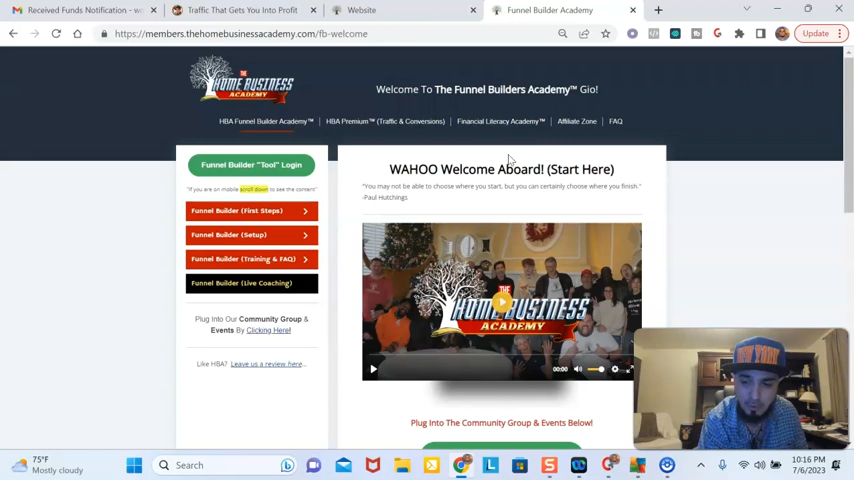 Received Funds Notification - w
Traffic That Gets You Into Profit
Website
Funnel Builder Academy
https://members.thehomebusinessacademy.com/fb-welcome
Update
THE
HOME BUSINESS
ACADEMY
Welcome To The Funnel Builders Academy™ Gio!
HBA Funnel Builder Academy™
HBA Premium™ (Traffic & Conversions)
Financial Literacy Academy™
Affiliate Zone
FAQ
Funnel Builder "Tool" Login
"If you are on mobile scroll down to see the content"
Funnel Builder (First Steps)
Funnel Builder (Setup)
Funnel Builder (Training & FAQ)
Funnel Builder (Live Coaching)
Plug Into Our Community Group &
Events By Clicking Here!
Like HBA? Leave us a review here...
WAHOO Welcome Aboard! (Start Here)
"You may not be able to choose where you start, but you can certainly choose where you finish."
-Paul Hutchings
THE
HOME BUSINESS
ACADEMY
00:00
Plug Into The Community Group & Events Below!
NEW YORK
75°F
Mostly cloudy
Search
10:16 PM
7/6/2023